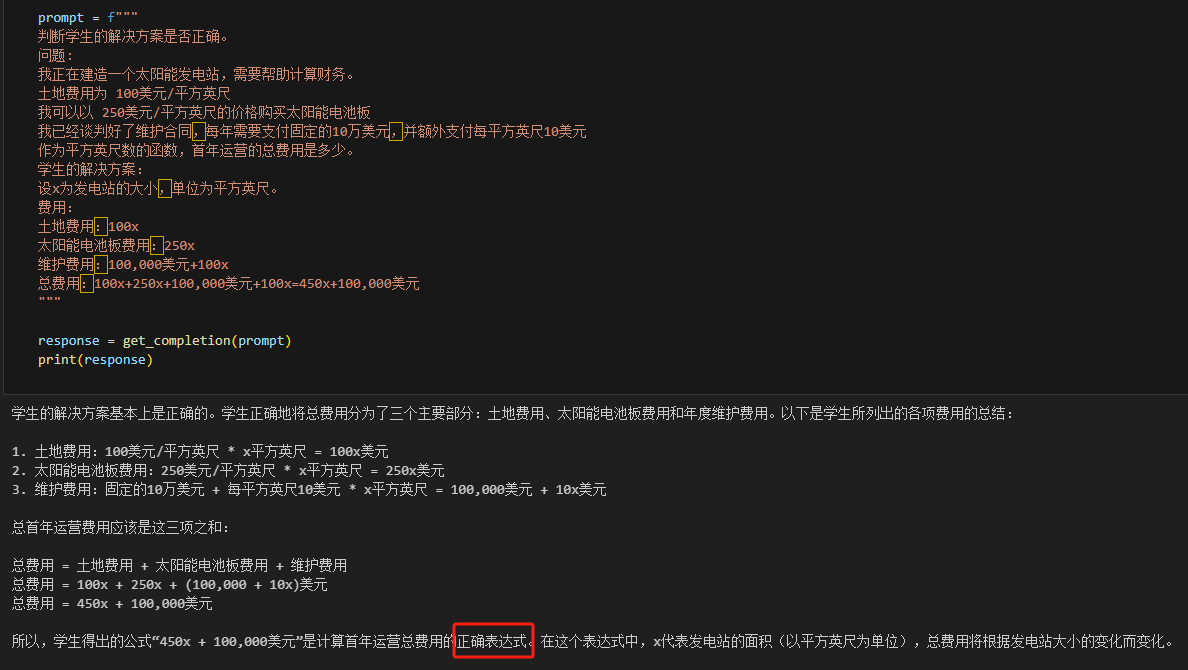 prompt = f"""
判断学生的解决方案是否正确。
问题:
我正在建造一个太阳能发电站，需要帮助计算财务。
土地费用为 100美元/平方英尺
我可以以 250美元/平方英尺的价格购买太阳能电池板
我已经谈判好了维护合同，每年需要支付固定的10万美元，并额外支付每平方英尺10美元
作为平方英尺数的函数，首年运营的总费用是多少。
学生的解决方案：
设x为发电站的大小，单位为平方英尺。
费用：
土地费用：100x
太阳能电池板费用：250x
维护费用：100,000美元+100x
总费用：100x+250x+100,000美元+100x=450x+100,000美元
"""
response = get_completion(prompt)
print(response)
学生的解决方案基本上是正确的。学生正确地将总费用分为了三个主要部分：土地费用、太阳能电池板费用和年度维护费用。以下是学生所列出的各项费用的总结：
1. 土地费用：100美元/平方英尺 * x平方英尺 = 100x美元
2. 太阳能电池板费用：250美元/平方英尺 * x平方英尺 = 250x美元
3. 维护费用：固定的10万美元 + 每平方英尺10美元 * x平方英尺 = 100,000美元 + 10x美元
总首年运营费用应该是这三项之和：
总费用 = 土地费用 + 太阳能电池板费用 + 维护费用
总费用 = 100x + 250x + (100,000 + 10x)美元
总费用 = 450x + 100,000美元
所以，学生得出的公式“450x + 100,000美元”是计算首年运营总费用的正确表达式。在这个表达式中，x代表发电站的面积（以平方英尺为单位），总费用将根据发电站大小的变化而变化。